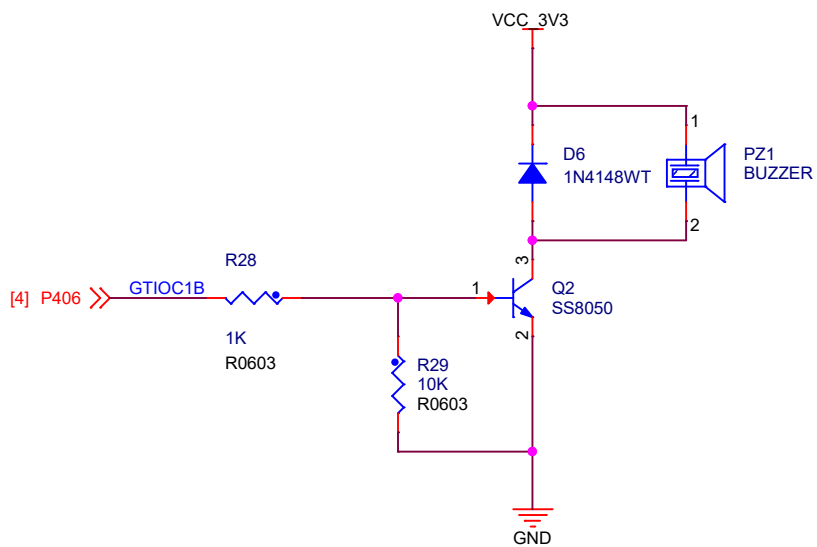 VCC_3V3
1
D6
1N4148WT
PZ1
BUZZER
2
3
R28
[4] P406
GTIOC1B
1
Q2
SS8050
2
1K
R0603
R29
10K
R0603
GND